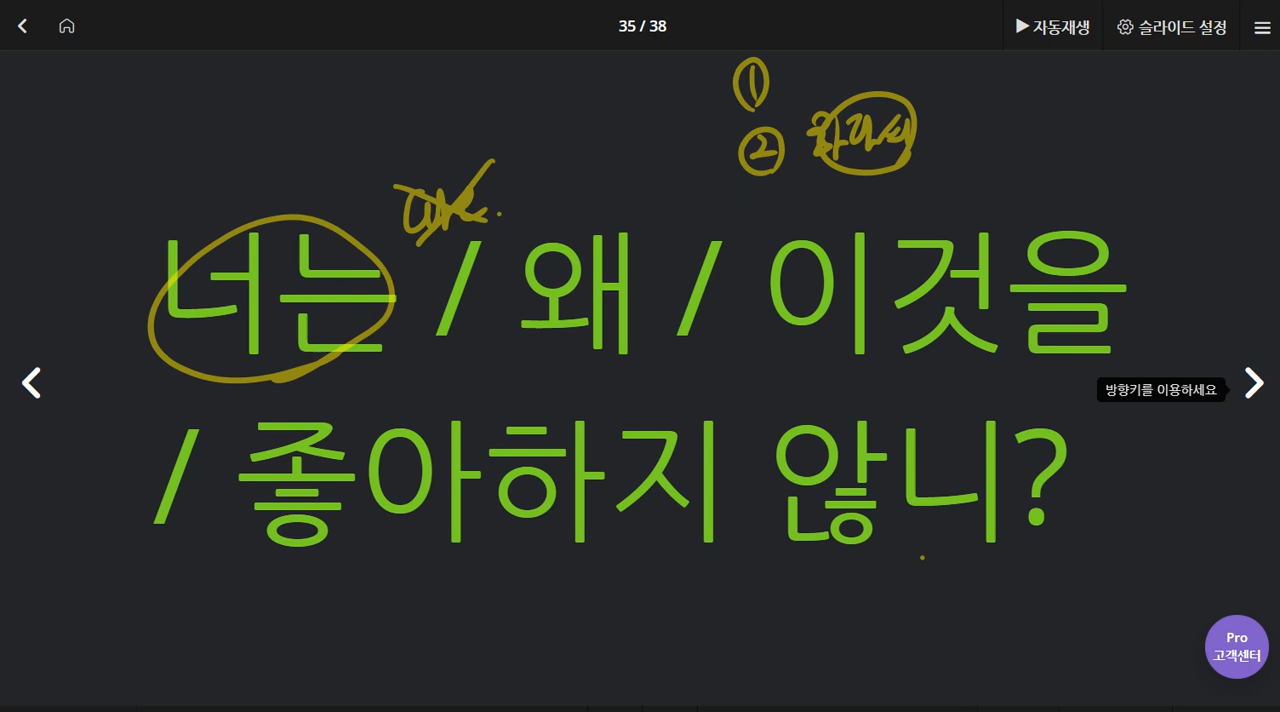 35 / 38
자동재생
슬라이드 설정
①
②
너는 / 왜 / 이것을
/ 좋아하지 않니?
방향키를 이용하세요
Pro
고객센터